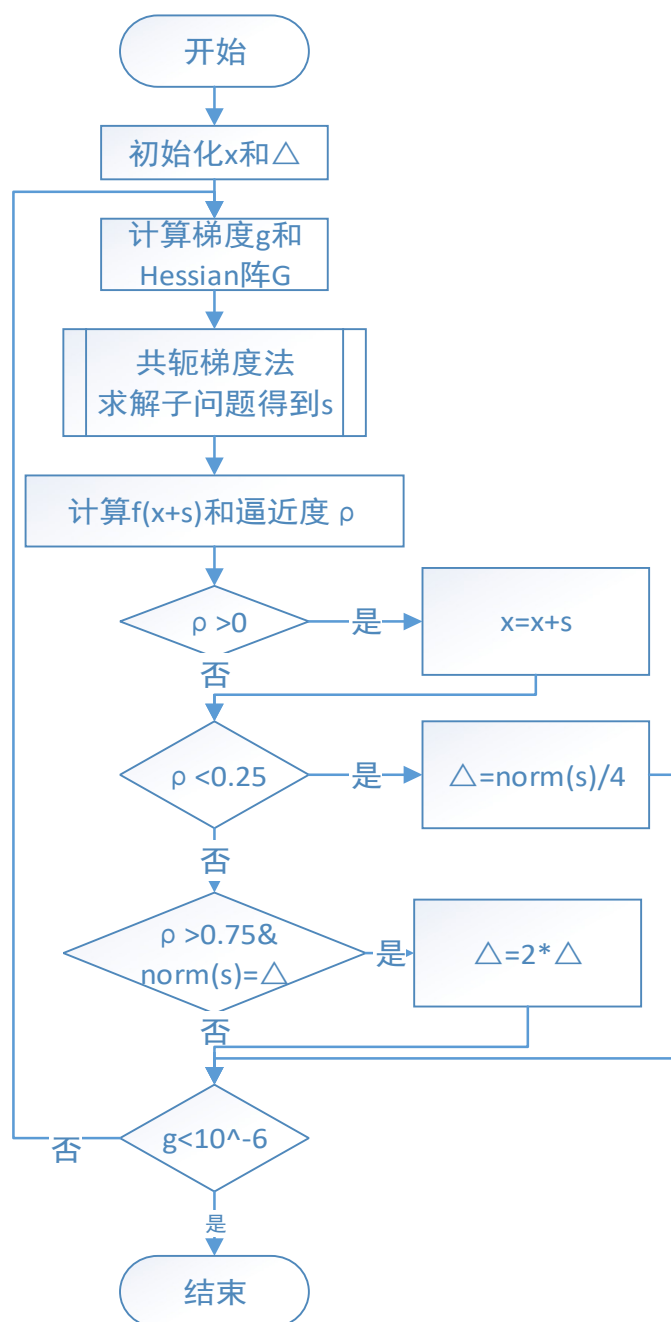 开始
初始化x和△
计算梯度g和
Hessian阵G
共轭梯度法
求解子问题得到s
计算f(x+s)和逼近度ρ
ρ>0
是
x=x+s
否
ρ<0.25
是
△=norm(s)/4
否
ρ>0.75&
norm(s)=△
是
△=2*△
否
g<10^-6
否
是
结束